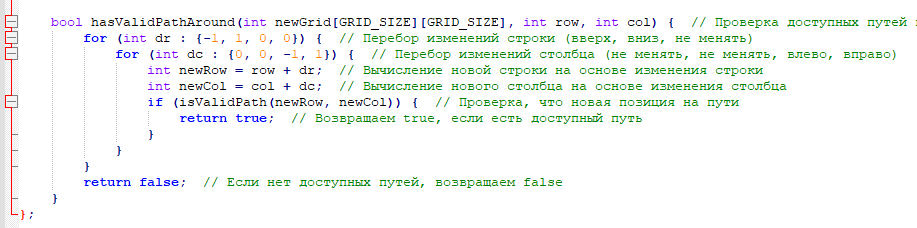 bool hasValidPathAround(int newGrid[GRID_SIZE][GRID_SIZE], int row, int col) {  // Проверка доступных путей
    for (int dr : {-1, 1, 0, 0}) {  // Перебор изменений строки (вверх, вниз, не менять)
        for (int dc : {0, 0, -1, 1}) {  // Перебор изменений столбца (не менять, не менять, влево, вправо)
            int newRow = row + dr;  // Вычисление новой строки на основе изменения строки
            int newCol = col + dc;  // Вычисление нового столбца на основе изменения столбца
            if (isValidPath(newRow, newCol)) {  // Проверка, что новая позиция на пути
                return true;  // Возвращаем true, если есть доступный путь
            }
        }
    }
    return false;  // Если нет доступных путей, возвращаем false
}
};